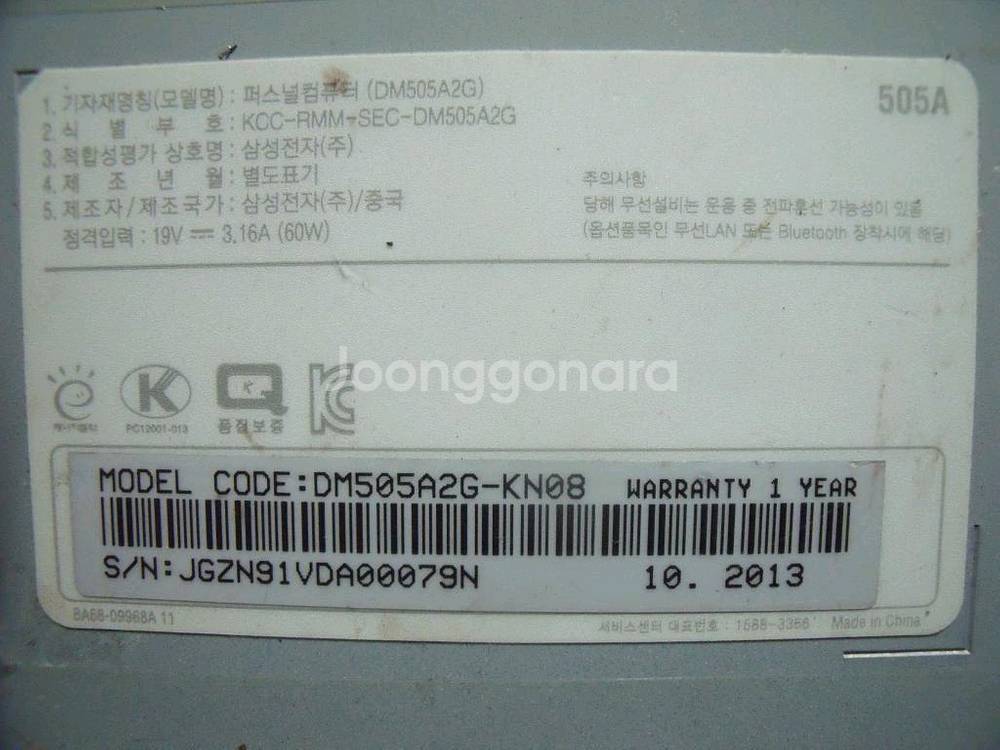 1. 기자재명칭(모델명) : 퍼스널컴퓨터 (DM505A2G)
505A
2. 식 별 부 호 : KCC-RMM-SEC-DM505A2G
3. 적합성평가 상호명 : 삼성전자(주)
4. 제 조 년 월 : 별도표기
5. 제조자/제조국가 : 삼성전자(주)/중국
정격입력 : 19V ⎓ 3.16A (60W)
주의사항
당해 무선설비는 운용 중 전파혼선 가능성이 있음
(옵션품목인 무선LAN 또는 Bluetooth 장착시에 해당)
joonggonara
K
PC12001-013
Q
K
품질보증
KC
MODEL CODE:DM505A2G-KN08 WARRANTY 1 YEAR
S/N:JGZN91VDA00079N 10. 2013
BA68-09968A 11
서비스센터 대표번호 : 1588-3366 Made in China